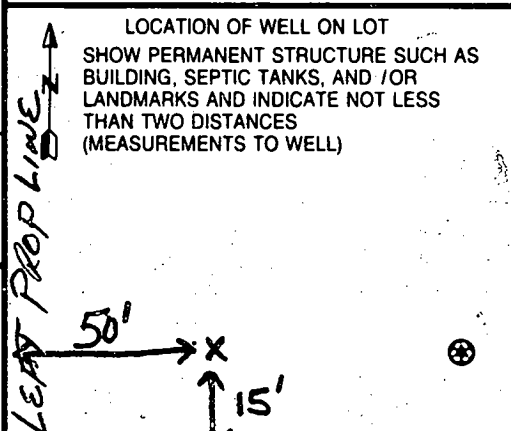 LOCATION OF WELL ON LOT
SHOW PERMANENT STRUCTURE SUCH AS
BUILDING, SEPTIC TANKS, AND /OR
LANDMARKS AND INDICATE NOT LESS
THAN TWO DISTANCES
(MEASUREMENTS TO WELL)
N
LEFT PROP LINE
50'
X
15'